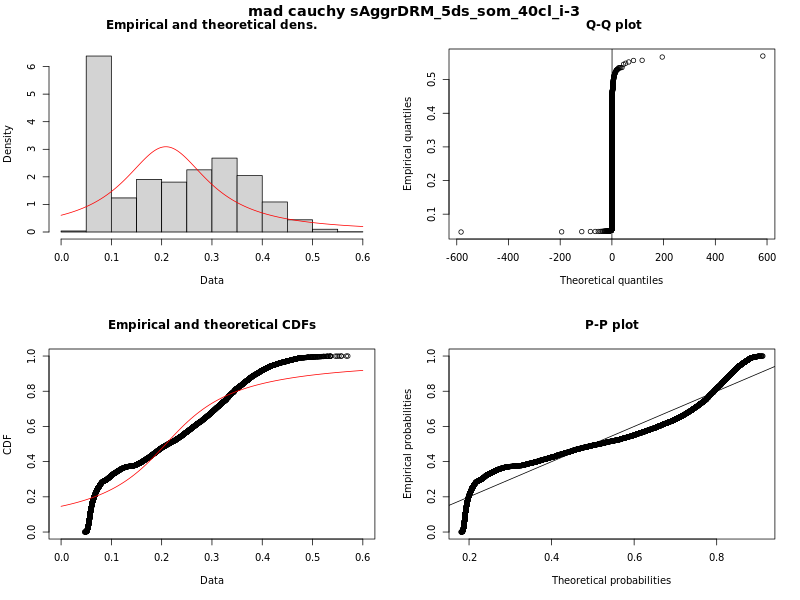 mad cauchy sAggrDRM_5ds_som_40cl_i-3
Empirical and theoretical dens.
Density
0 1 2 3 4 5 6
0.0 0.1 0.2 0.3 0.4 0.5 0.6
Data
Q-Q plot
Empirical quantiles
0.1 0.2 0.3 0.4 0.5
-600 -400 -200 0 200 400 600
Theoretical quantiles
Empirical and theoretical CDFs
CDF
0.0 0.2 0.4 0.6 0.8 1.0
0.0 0.1 0.2 0.3 0.4 0.5 0.6
Data
P-P plot
Empirical probabilities
0.0 0.2 0.4 0.6 0.8 1.0
0.2 0.4 0.6 0.8
Theoretical probabilities